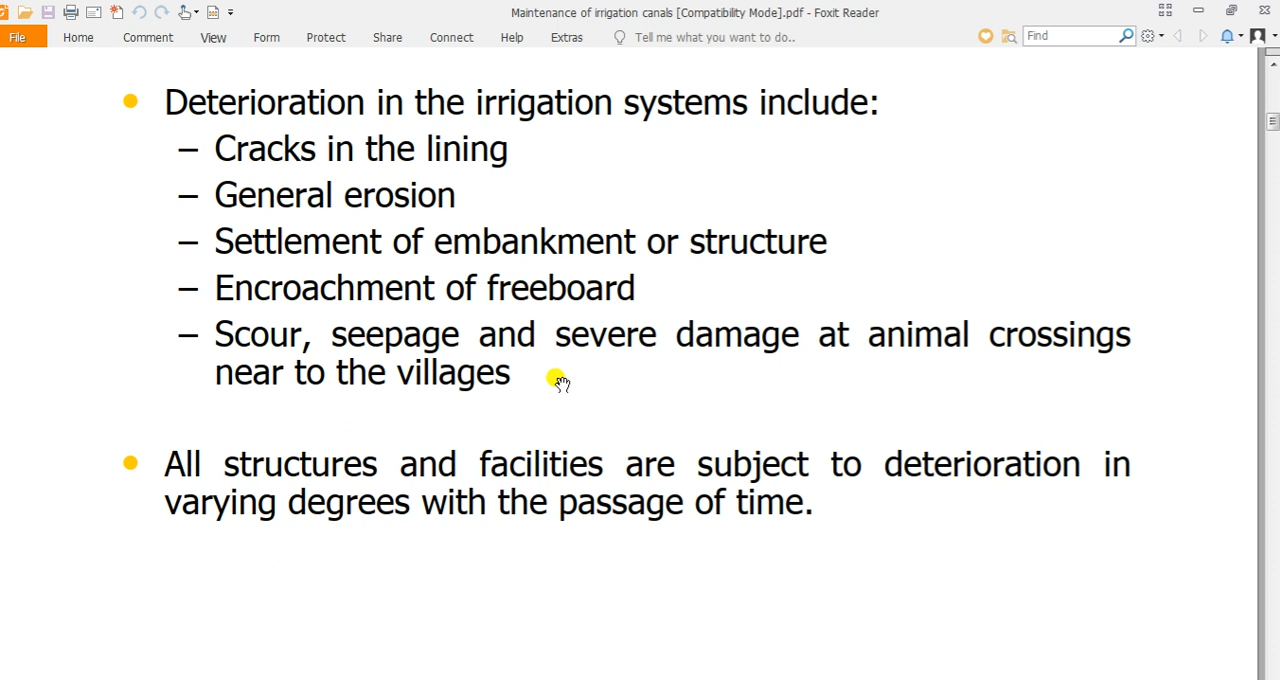 Maintenance of irrigation canals [Compatibility Mode].pdf - Foxit Reader
File Home Comment View Form Protect Share Connect Help Extras Tell me what you want to do.. Find
• Deterioration in the irrigation systems include:
– Cracks in the lining
– General erosion
– Settlement of embankment or structure
– Encroachment of freeboard
– Scour, seepage and severe damage at animal crossings
near to the villages
• All structures and facilities are subject to deterioration in
varying degrees with the passage of time.